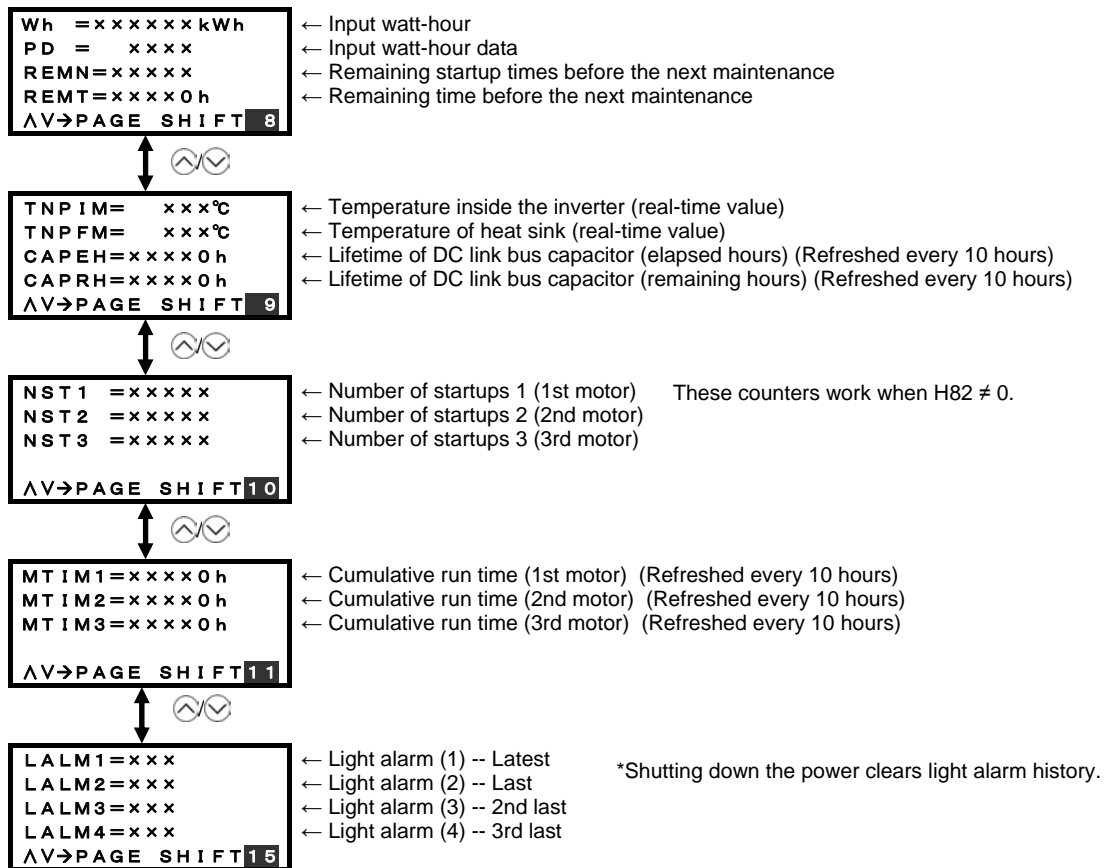 Wh =××××××kWh ← Input watt-hour
PD = ×××× ← Input watt-hour data
REMN=××××× ← Remaining startup times before the next maintenance
REMT=××××0h ← Remaining time before the next maintenance
∧∨→PAGE SHIFT 8
/
TNPIM= ×××℃ ← Temperature inside the inverter (real-time value)
TNPFM= ×××℃ ← Temperature of heat sink (real-time value)
CAPEH=××××0h ← Lifetime of DC link bus capacitor (elapsed hours) (Refreshed every 10 hours)
CAPRH=××××0h ← Lifetime of DC link bus capacitor (remaining hours) (Refreshed every 10 hours)
∧∨→PAGE SHIFT 9
/
NST1 =××××× ← Number of startups 1 (1st motor) These counters work when H82 ≠ 0.
NST2 =××××× ← Number of startups 2 (2nd motor)
NST3 =××××× ← Number of startups 3 (3rd motor)
∧∨→PAGE SHIFT 10
/
MTIM1=××××0h ← Cumulative run time (1st motor) (Refreshed every 10 hours)
MTIM2=××××0h ← Cumulative run time (2nd motor) (Refreshed every 10 hours)
MTIM3=××××0h ← Cumulative run time (3rd motor) (Refreshed every 10 hours)
∧∨→PAGE SHIFT 11
/
LALM1=××× ← Light alarm (1) -- Latest
LALM2=××× ← Light alarm (2) -- Last *Shutting down the power clears light alarm history.
LALM3=××× ← Light alarm (3) -- 2nd last
LALM4=××× ← Light alarm (4) -- 3rd last
∧∨→PAGE SHIFT 15